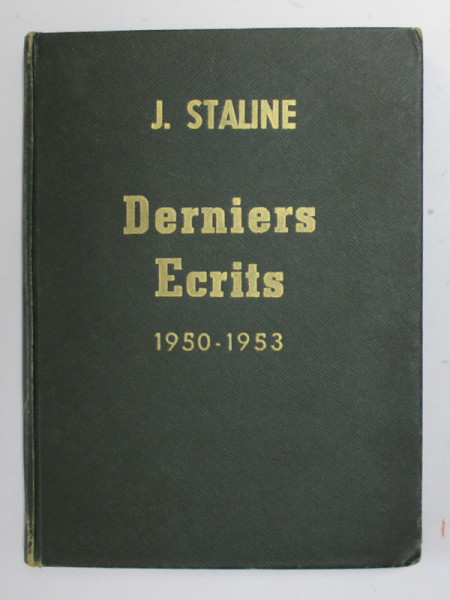 J. STALINE
Derniers
Ecrits
1950-1953